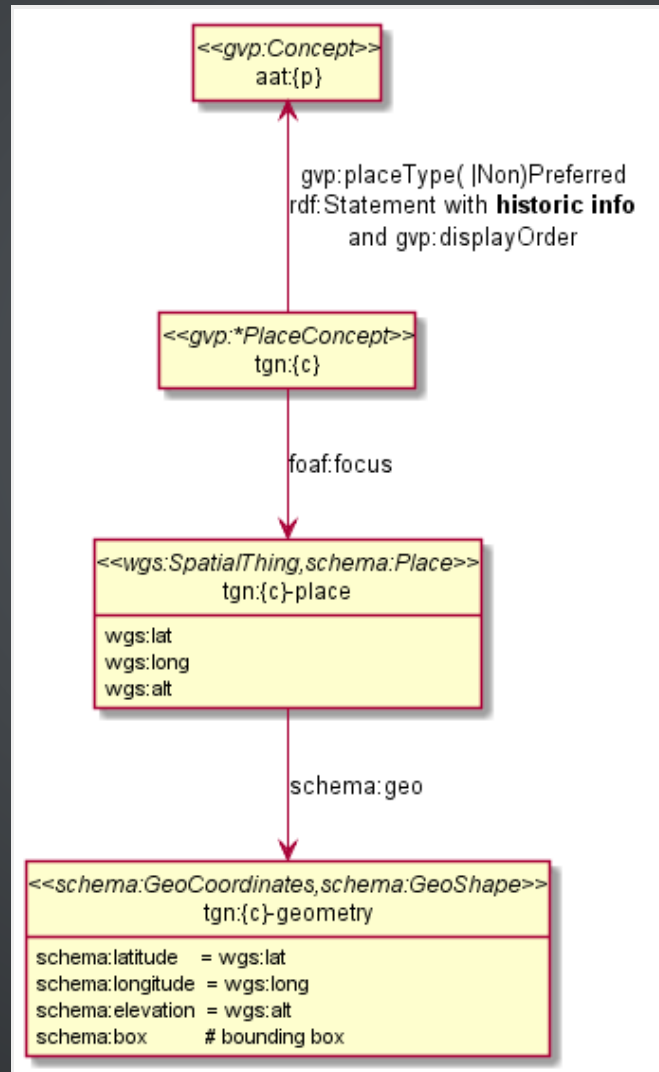 <<gvp:Concept>>
aat:{p}
gvp:placeType( |Non)Preferred
rdf:Statement with historic info
and gvp:displayOrder
<<gvp:*PlaceConcept>>
tgn:{c}
foaf:focus
<<wgs:SpatialThing,schema:Place>>
tgn:{c}-place
wgs:lat
wgs:long
wgs:alt
schema:geo
<<schema:GeoCoordinates,schema:GeoShape>>
tgn:{c}-geometry
schema:latitude = wgs:lat
schema:longitude = wgs:long
schema:elevation = wgs:alt
schema:box # bounding box